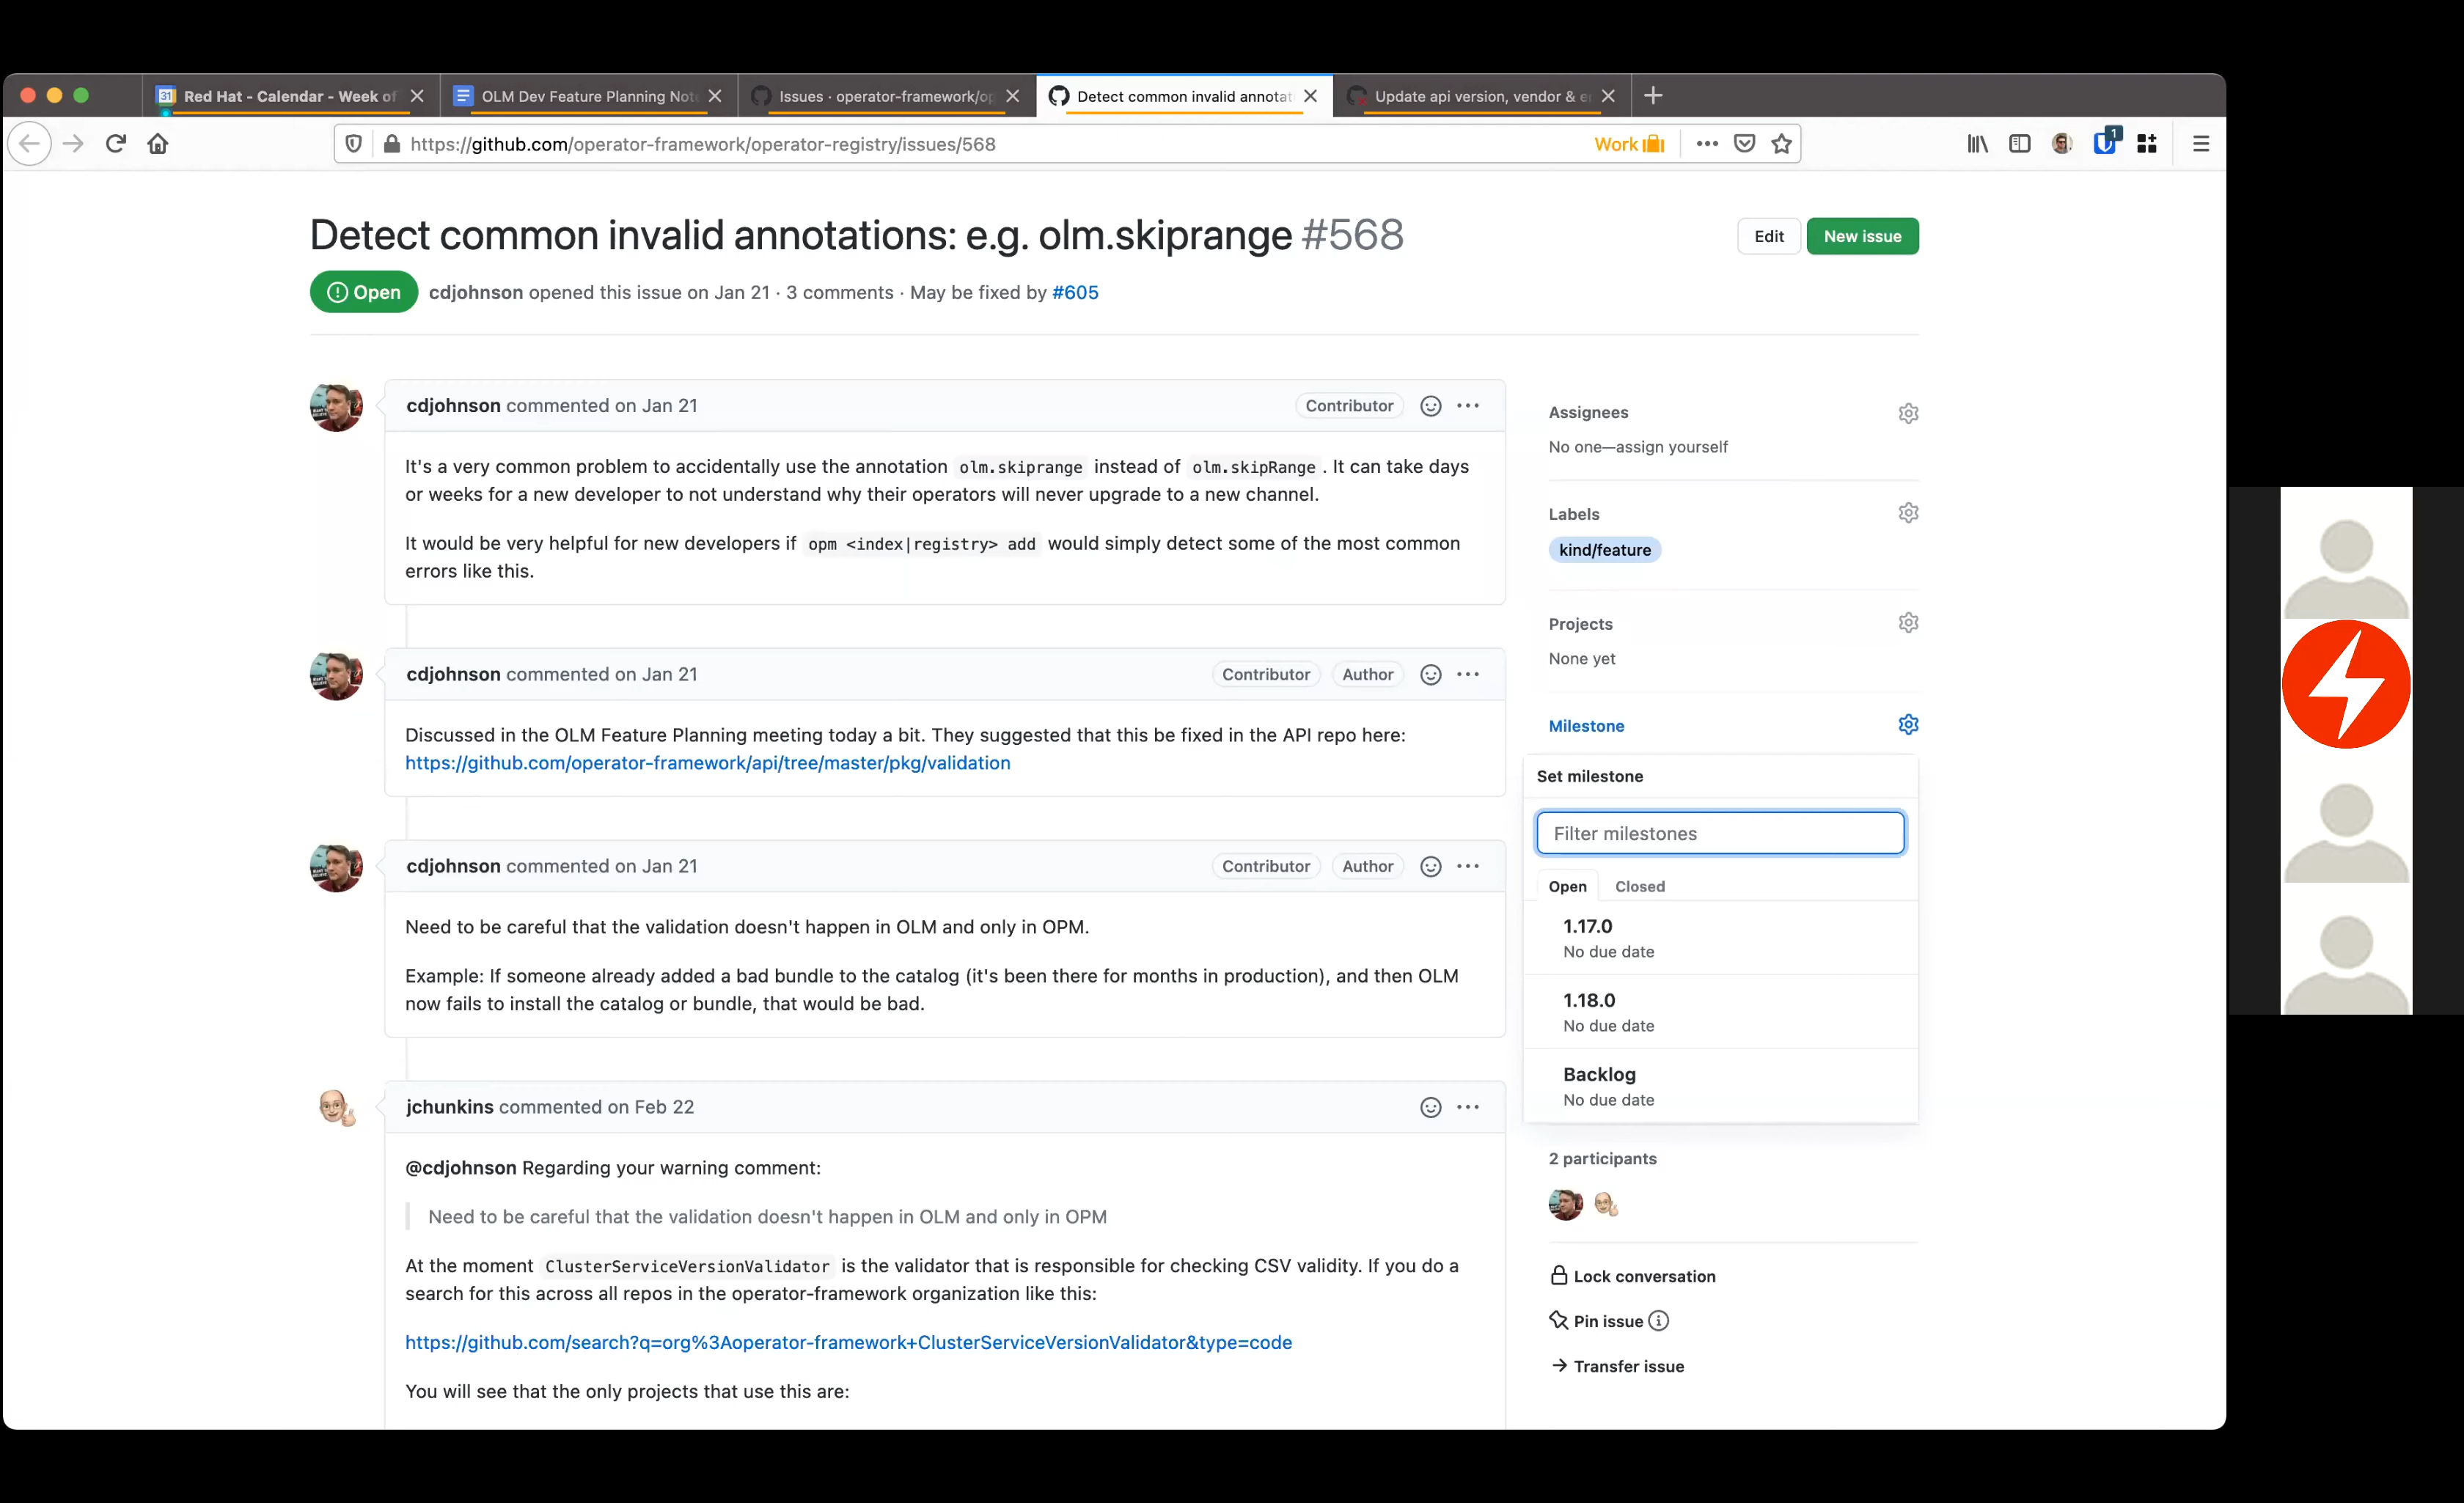 Red Hat - Calendar - Week of
OLM Dev Feature Planning Not
Issues · operator-framework/op
Detect common invalid annotat
Update api version, vendor & e
https://github.com/operator-framework/operator-registry/issues/568
Work
1
Detect common invalid annotations: e.g. olm.skiprange #568
Edit
New issue
Open
cdjohnson opened this issue on Jan 21 · 3 comments · May be fixed by #605
cdjohnson commented on Jan 21
Contributor
It's a very common problem to accidentally use the annotation olm.skiprange instead of olm.skipRange . It can take days
or weeks for a new developer to not understand why their operators will never upgrade to a new channel.
It would be very helpful for new developers if opm <index|registry> add would simply detect some of the most common
errors like this.
cdjohnson commented on Jan 21
Contributor
Author
Discussed in the OLM Feature Planning meeting today a bit. They suggested that this be fixed in the API repo here:
https://github.com/operator-framework/api/tree/master/pkg/validation
cdjohnson commented on Jan 21
Contributor
Author
Need to be careful that the validation doesn't happen in OLM and only in OPM.
Example: If someone already added a bad bundle to the catalog (it's been there for months in production), and then OLM
now fails to install the catalog or bundle, that would be bad.
jchunkins commented on Feb 22
@cdjohnson Regarding your warning comment:
Need to be careful that the validation doesn't happen in OLM and only in OPM
At the moment ClusterServiceVersionValidator is the validator that is responsible for checking CSV validity. If you do a
search for this across all repos in the operator-framework organization like this:
https://github.com/search?q=org%3Aoperator-framework+ClusterServiceVersionValidator&type=code
You will see that the only projects that use this are:
Assignees
No one—assign yourself
Labels
kind/feature
Projects
None yet
Milestone
Set milestone
Filter milestones
Open
Closed
1.17.0
No due date
1.18.0
No due date
Backlog
No due date
2 participants
Lock conversation
Pin issue
Transfer issue